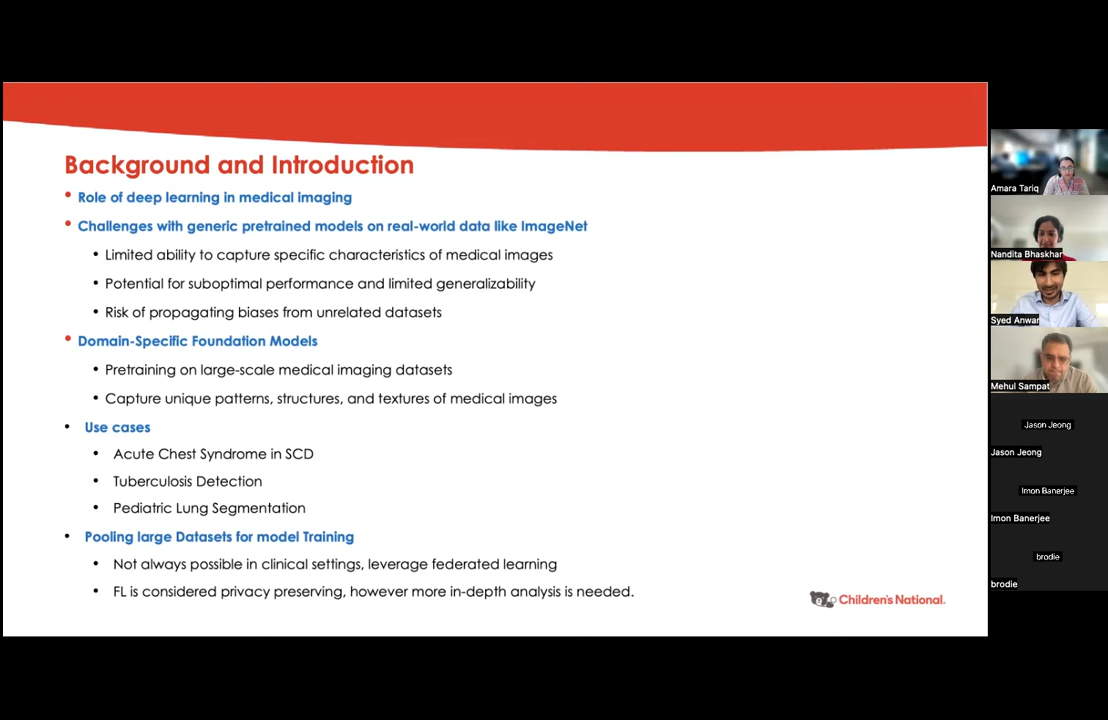 Background and Introduction
• Role of deep learning in medical imaging
• Challenges with generic pretrained models on real-world data like ImageNet
• Limited ability to capture specific characteristics of medical images
• Potential for suboptimal performance and limited generalizability
• Risk of propagating biases from unrelated datasets
• Domain-Specific Foundation Models
• Pretraining on large-scale medical imaging datasets
• Capture unique patterns, structures, and textures of medical images
• Use cases
• Acute Chest Syndrome in SCD
• Tuberculosis Detection
• Pediatric Lung Segmentation
• Pooling large Datasets for model Training
• Not always possible in clinical settings, leverage federated learning
• FL is considered privacy preserving, however more in-depth analysis is needed.
Children's National.
Amara Tariq
Nandita Bhaskhar
Syed Anwar
Mehul Sampat
Jason Jeong
Jason Jeong
Imon Banerjee
Imon Banerjee
brodie
brodie